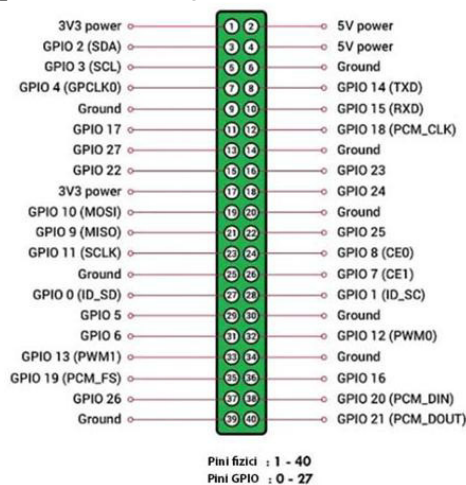 3V3 power 1 2 5V power
GPIO 2 (SDA) 3 4 5V power
GPIO 3 (SCL) 5 6 Ground
GPIO 4 (GPCLK0) 7 8 GPIO 14 (TXD)
Ground 9 10 GPIO 15 (RXD)
GPIO 17 11 12 GPIO 18 (PCM_CLK)
GPIO 27 13 14 Ground
GPIO 22 15 16 GPIO 23
3V3 power 17 18 GPIO 24
GPIO 10 (MOSI) 19 20 Ground
GPIO 9 (MISO) 21 22 GPIO 25
GPIO 11 (SCLK) 23 24 GPIO 8 (CE0)
Ground 25 26 GPIO 7 (CE1)
GPIO 0 (ID_SD) 27 28 GPIO 1 (ID_SC)
GPIO 5 29 30 Ground
GPIO 6 31 32 GPIO 12 (PWM0)
GPIO 13 (PWM1) 33 34 Ground
GPIO 19 (PCM_FS) 35 36 GPIO 16
GPIO 26 37 38 GPIO 20 (PCM_DIN)
Ground 39 40 GPIO 21 (PCM_DOUT)
Pini fizici : 1 - 40
Pini GPIO : 0 - 27